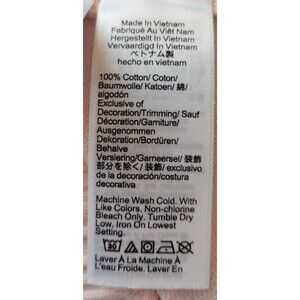 Made In Vietnam
Fabriqué Au Viêt Nam
Hergestellt In Vietnam
Vervaardigd In Vietnam
ベトナム製
hecho en vietnam
100% Cotton/ Coton/
Baumwolle/ Katoen/ 綿/
algodón
Exclusive of
Decoration/Trimming/ Sauf
Décoration/Garniture/
Ausgenommen
Dekoration/Bordüren/
Behalve
Versiering/Garneersel/ 装飾
部分を除く/ 装飾/ exclusivo
de la decoración/costura
decorativa
Machine Wash Cold. With
Like Colors. Non-chlorine
Bleach Only. Tumble Dry
Low. Iron On Lowest
Setting.
30
Laver À La Machine À
L'eau Froide. Laver En